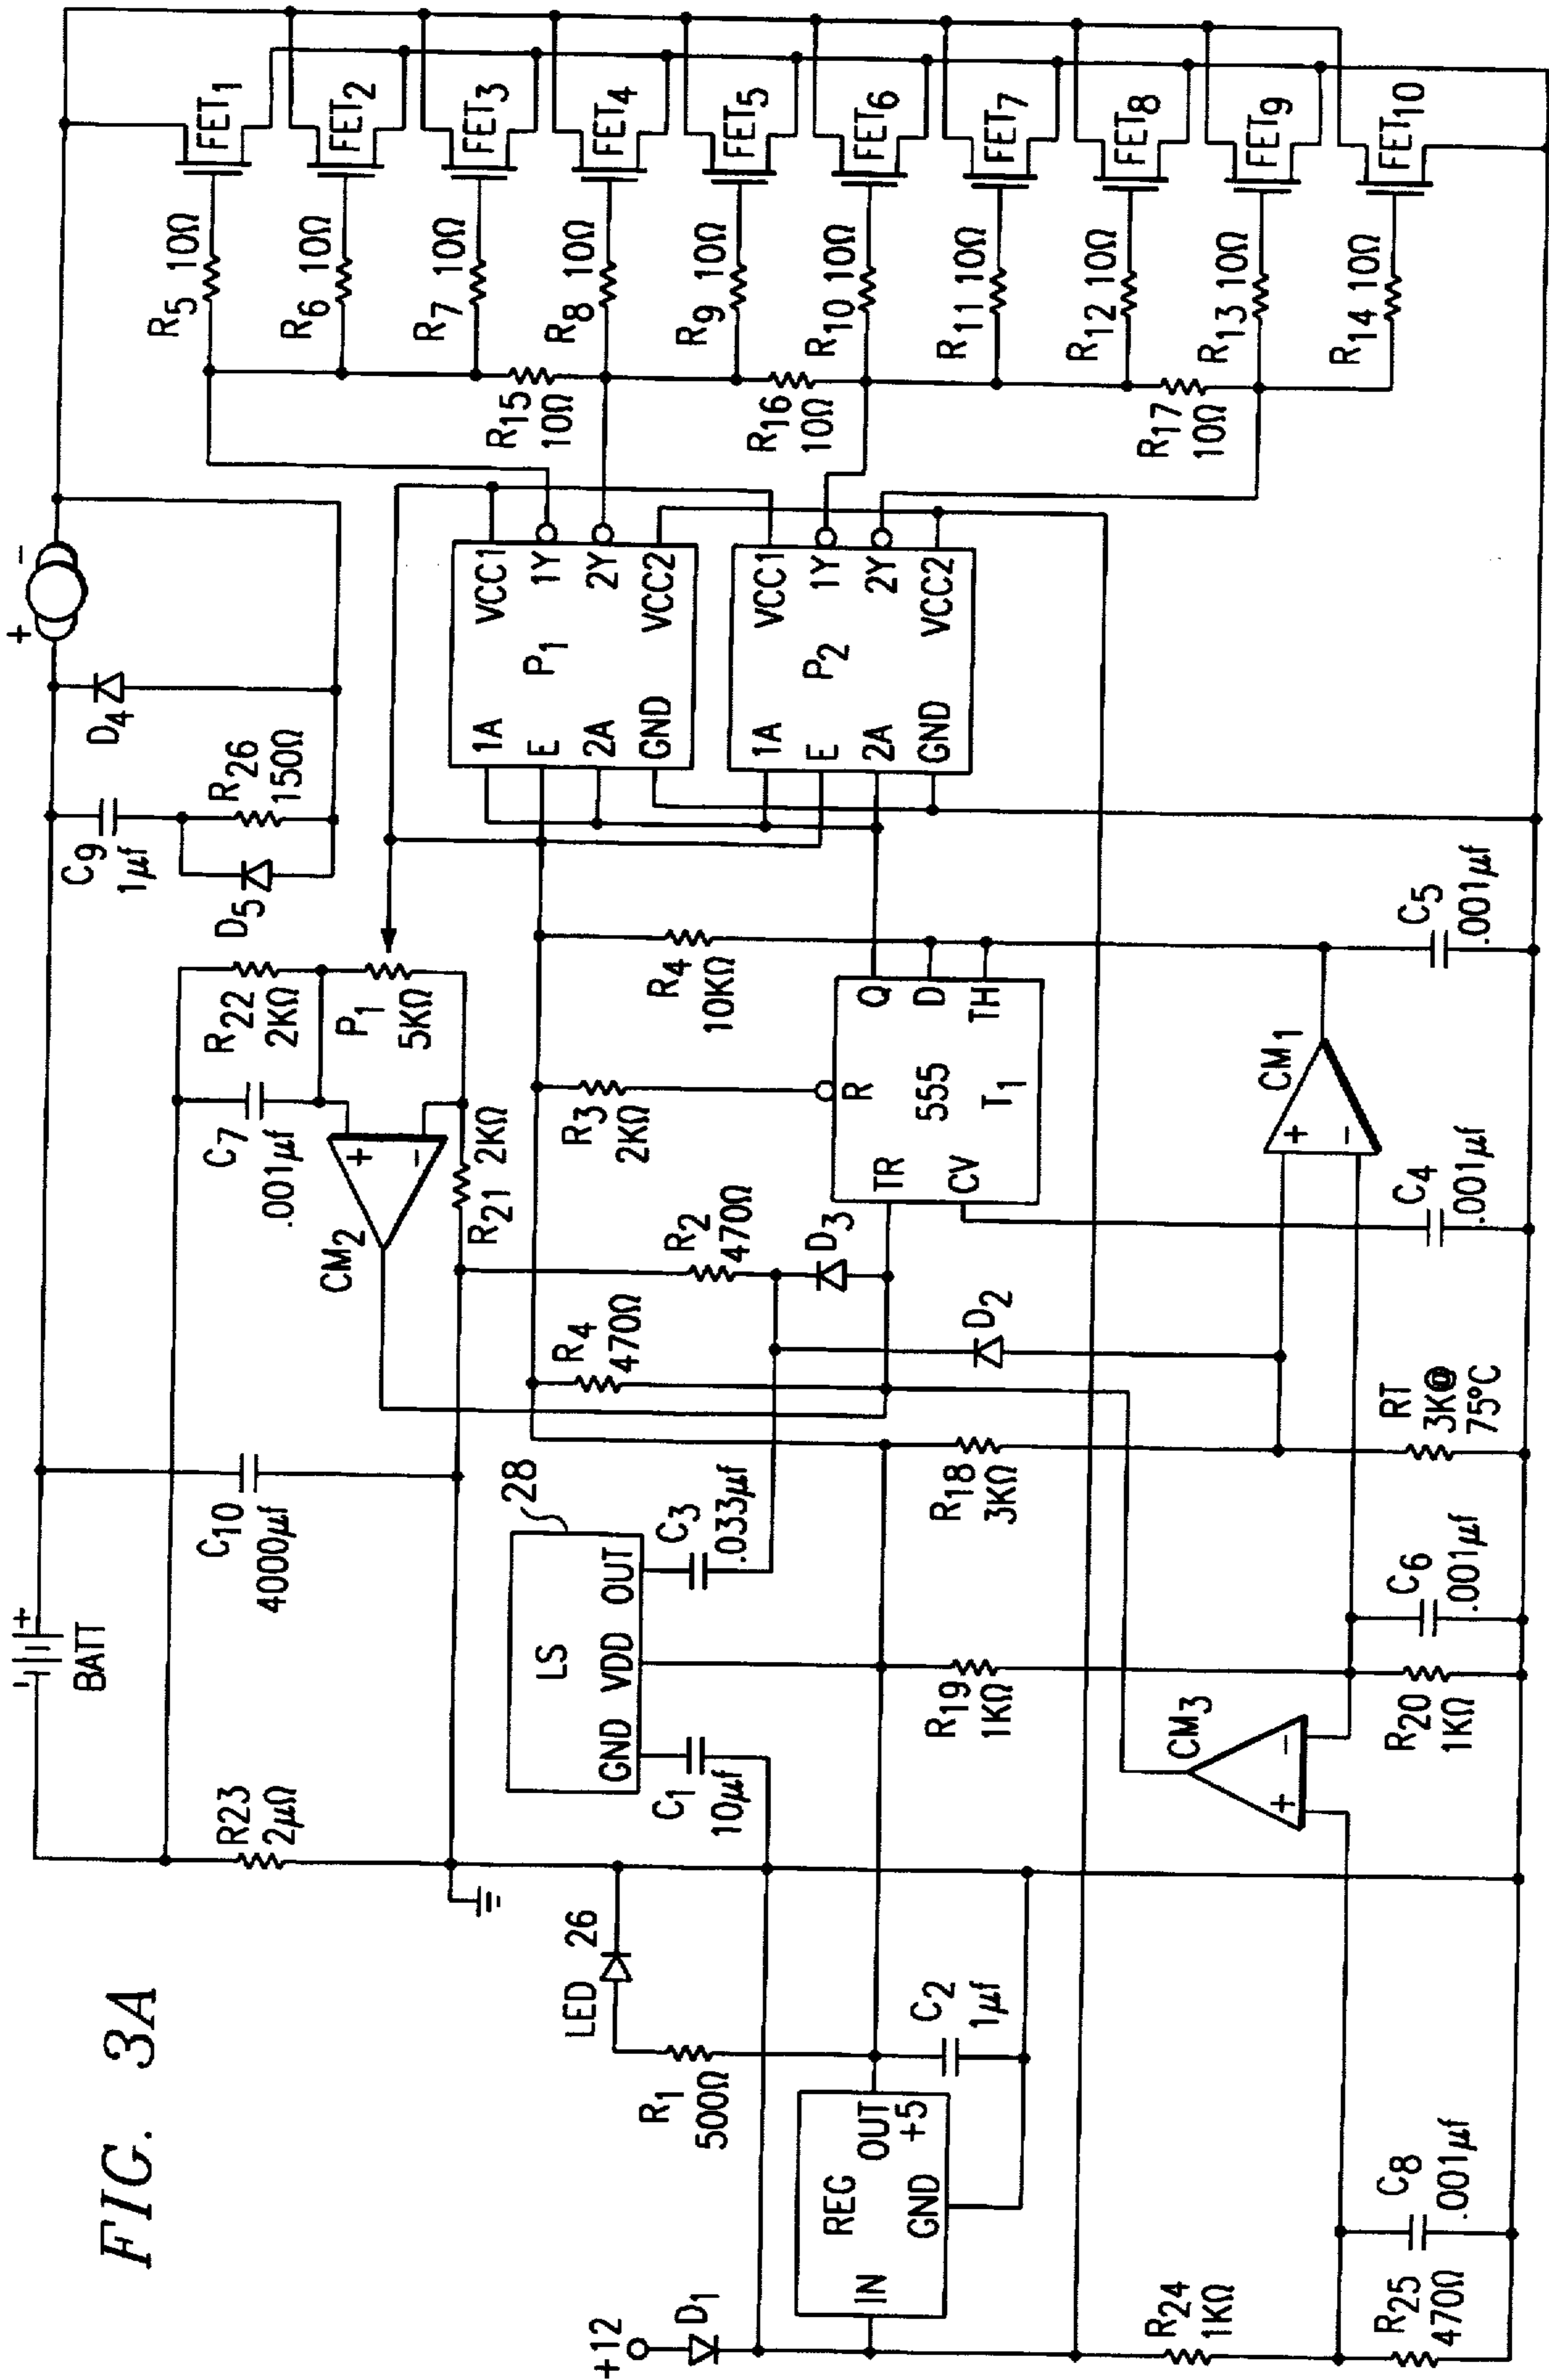 FIG. 3A
+12
D1
REG
IN
OUT
+5
GND
R24
1KΩ
R25
470Ω
C8
.001μf
LED 26
R1
500Ω
C2
1μf
BATT
- +
R23
2μΩ
C10
4000μf
28
LS
GND VDD OUT
C1
10μf
C3
.033μf
R19
1KΩ
R20
1KΩ
C6
.001μf
CM3
+
-
R18
3KΩ
RT
3K@
75°C
R4
470Ω
R2
470Ω
D3
D2
CM2
+
-
C7
.001μf
R22
2KΩ
P1
5KΩ
R21 2KΩ
R3
2KΩ
R4
10KΩ
TR
CV
R
555
T1
Q
D
TH
C4
.001μf
CM1
+
-
C5
.001μf
C9
1μf
D5
R26
150Ω
D4
+ -
1A
E
2A
GND
P1
VCC1
1Y
2Y
VCC2
1A
E
2A
GND
P2
VCC1
1Y
2Y
VCC2
R15
10Ω
R16
10Ω
R17
10Ω
R5 10Ω
FET1
R6 10Ω
FET2
R7 10Ω
FET3
R8 10Ω
FET4
R9 10Ω
FET5
R10 10Ω
FET6
R11 10Ω
FET7
R12 10Ω
FET8
R13 10Ω
FET9
R14 10Ω
FET10